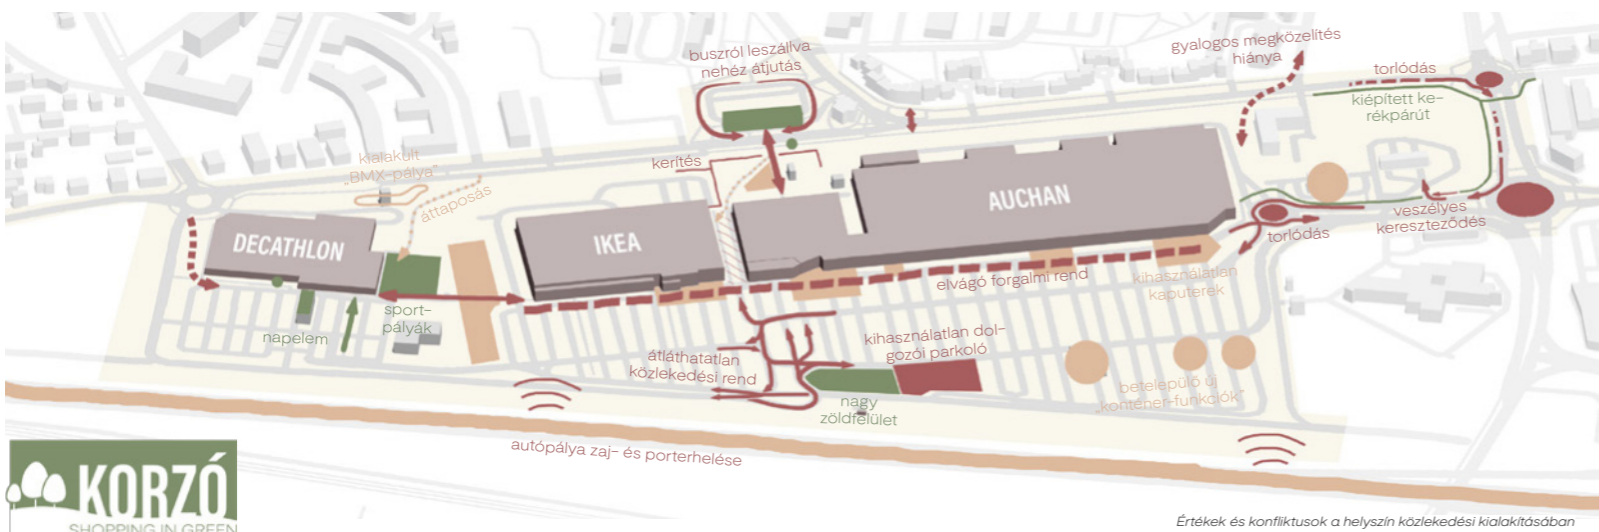 buszról leszállva
nehéz átjutás
gyalogos megközelítés
hiánya
torlódás
kiépített ke-
rékpárút
kialakult
„BMX-pálya”
kerítés
áttaposás
AUCHAN
DECATHLON
IKEA
veszélyes
kereszteződés
torlódás
elvágó forgalmi rend
kihasználatlan
kaputerek
sport-
pályák
napelem
kihasználatlan dol-
gozói parkoló
átláthatatlan
közlekedési rend
betelepülő új
„konténer-funkciók”
nagy
zöldfelület
autópálya zaj- és porterhelése
KORZÓ
SHOPPING IN GREEN
Értékek és konfliktusok a helyszín közlekedési kialakításában